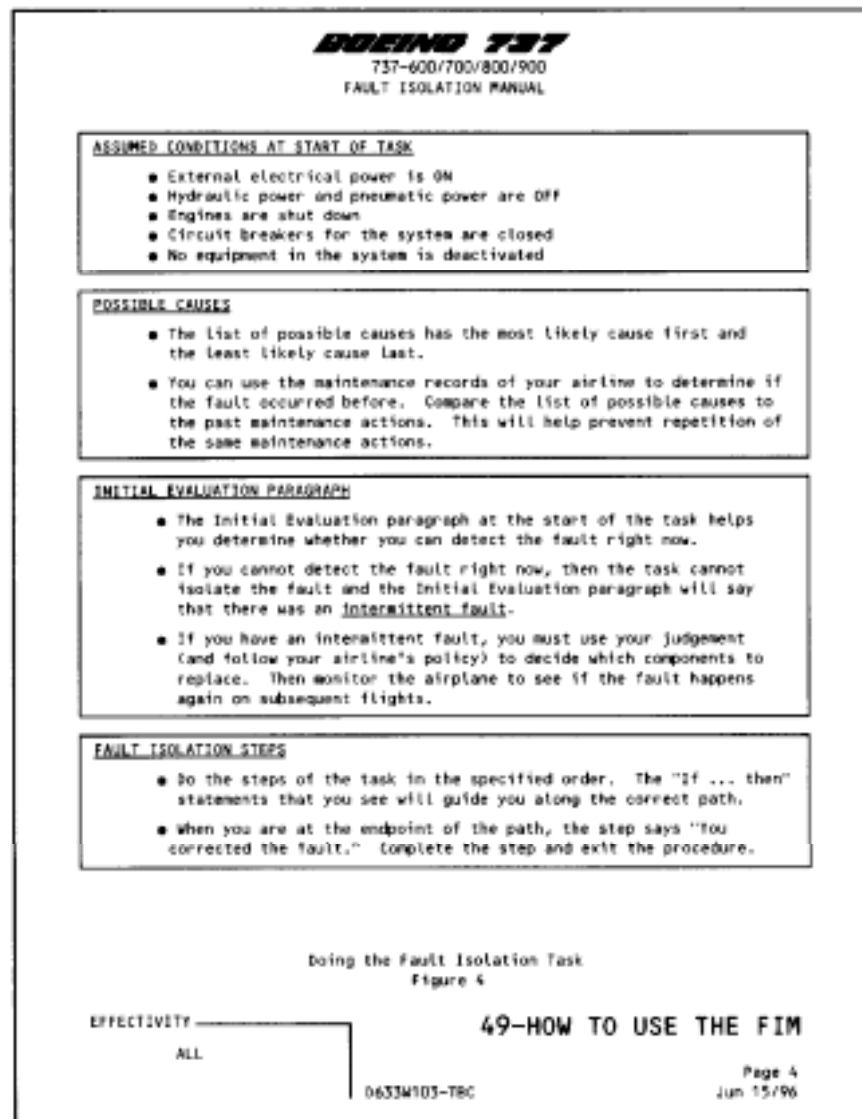 BOEING 737
737-600/700/800/900
FAULT ISOLATION MANUAL
ASSUMED CONDITIONS AT START OF TASK
● External electrical power is ON
● Hydraulic power and pneumatic power are OFF
● Engines are shut down
● Circuit breakers for the system are closed
● No equipment in the system is deactivated
POSSIBLE CAUSES
● The list of possible causes has the most likely cause first and
the least likely cause last.
● You can use the maintenance records of your airline to determine if
the fault occurred before.  Compare the list of possible causes to
the past maintenance actions.  This will help prevent repetition of
the same maintenance actions.
INITIAL EVALUATION PARAGRAPH
● The Initial Evaluation paragraph at the start of the task helps
you determine whether you can detect the fault right now.
● If you cannot detect the fault right now, then the task cannot
isolate the fault and the Initial Evaluation paragraph will say
that there was an intermittent fault.
● If you have an intermittent fault, you must use your judgement
(and follow your airline's policy) to decide which components to
replace.  Then monitor the airplane to see if the fault happens
again on subsequent flights.
FAULT ISOLATION STEPS
● Do the steps of the task in the specified order.  The "If ... then"
statements that you see will guide you along the correct path.
● When you are at the endpoint of the path, the step says "You
corrected the fault."  Complete the step and exit the procedure.
Doing the Fault Isolation Task
Figure 4
EFFECTIVITY
ALL
49-HOW TO USE THE FIM
D633W103-TBC
Page 4
Jun 15/96